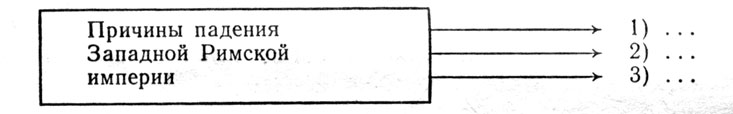 Причины падения
Западной Римской
империи
1) ...
2) ...
3) ...